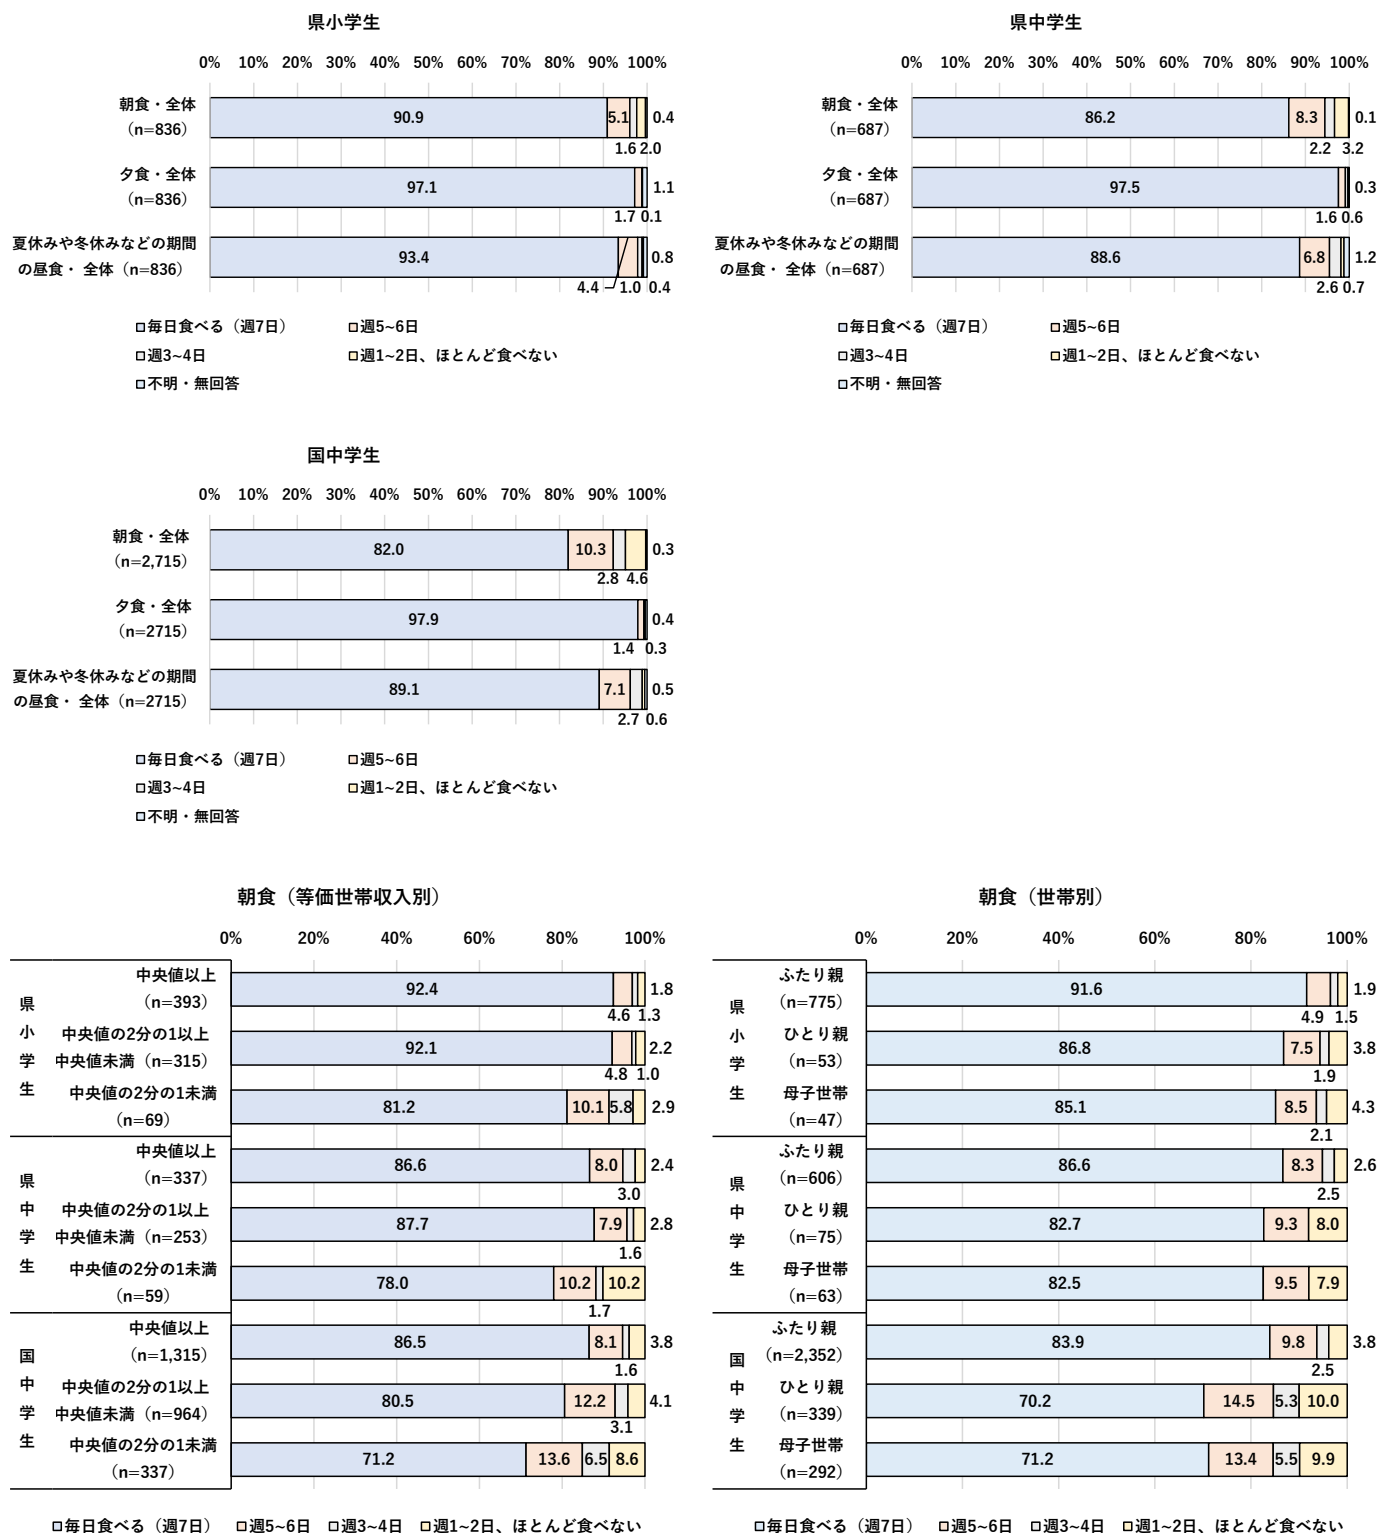 県小学生
0% 10% 20% 30% 40% 50% 60% 70% 80% 90% 100%
朝食・全体
（n=836）
90.9 5.1 0.4
1.6 2.0
夕食・全体
（n=836）
97.1 1.1
1.7 0.1
夏休みや冬休みなどの期間
の昼食・ 全体（n=836）
93.4 0.8
4.4 1.0 0.4
毎日食べる（週7日） 週5~6日
週3~4日 週1~2日、ほとんど食べない
不明・無回答
県中学生
0% 10% 20% 30% 40% 50% 60% 70% 80% 90% 100%
朝食・全体
（n=687）
86.2 8.3 0.1
2.2 3.2
夕食・全体
（n=687）
97.5 0.3
1.6 0.6
夏休みや冬休みなどの期間
の昼食・ 全体（n=687）
88.6 6.8 1.2
2.6 0.7
毎日食べる（週7日） 週5~6日
週3~4日 週1~2日、ほとんど食べない
不明・無回答
国中学生
0% 10% 20% 30% 40% 50% 60% 70% 80% 90% 100%
朝食・全体
（n=2,715）
82.0 10.3 0.3
2.8 4.6
夕食・全体
（n=2715）
97.9 0.4
1.4 0.3
夏休みや冬休みなどの期間
の昼食・ 全体（n=2715）
89.1 7.1 0.5
2.7 0.6
毎日食べる（週7日） 週5~6日
週3~4日 週1~2日、ほとんど食べない
不明・無回答
朝食（等価世帯収入別）
0% 20% 40% 60% 80% 100%
県小学生
中央値以上
（n=393）
92.4 1.8
4.6 1.3
中央値の2分の1以上
中央値未満（n=315）
92.1 2.2
4.8 1.0
中央値の2分の1未満
（n=69）
81.2 10.1 5.8 2.9
県中学生
中央値以上
（n=337）
86.6 8.0 2.4
3.0
中央値の2分の1以上
中央値未満（n=253）
87.7 7.9 2.8
1.6
中央値の2分の1未満
（n=59）
78.0 10.2 10.2
1.7
国中学生
中央値以上
（n=1,315）
86.5 8.1 3.8
1.6
中央値の2分の1以上
中央値未満（n=964）
80.5 12.2 4.1
3.1
中央値の2分の1未満
（n=337）
71.2 13.6 6.5 8.6
毎日食べる（週7日） 週5~6日 週3~4日 週1~2日、ほとんど食べない
朝食（世帯別）
0% 20% 40% 60% 80% 100%
県小学生
ふたり親
（n=775）
91.6 1.9
4.9 1.5
ひとり親
（n=53）
86.8 7.5 3.8
1.9
母子世帯
（n=47）
85.1 8.5 4.3
2.1
県中学生
ふたり親
（n=606）
86.6 8.3 2.6
2.5
ひとり親
（n=75）
82.7 9.3 8.0
母子世帯
（n=63）
82.5 9.5 7.9
国中学生
ふたり親
（n=2,352）
83.9 9.8 3.8
2.5
ひとり親
（n=339）
70.2 14.5 5.3 10.0
母子世帯
（n=292）
71.2 13.4 5.5 9.9
毎日食べる（週7日） 週5~6日 週3~4日 週1~2日、ほとんど食べない